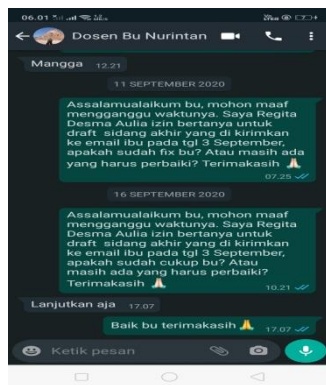 06.01
Dosen Bu Nurintan
Mangga 12.21
11 SEPTEMBER 2020
Assalamualaikum bu, mohon maaf
mengganggu waktunya. Saya Regita
Desma Aulia izin bertanya untuk
draft sidang akhir yang di kirimkan
ke email ibu pada tgl 3 September,
apakah sudah fix bu? Atau masih ada
yang harus perbaiki? Terimakasih 🙏
07.25
16 SEPTEMBER 2020
Assalamualaikum bu, mohon maaf
mengganggu waktunya. Saya Regita
Desma Aulia izin bertanya untuk
draft sidang akhir yang di kirimkan
ke email ibu pada tgl 3 September,
apakah sudah cukup bu? Atau
masih ada yang harus perbaiki?
Terimakasih 🙏 10.21
Lanjutkan aja 17.07
Baik bu terimakasih 🙏 17.07
Ketik pesan